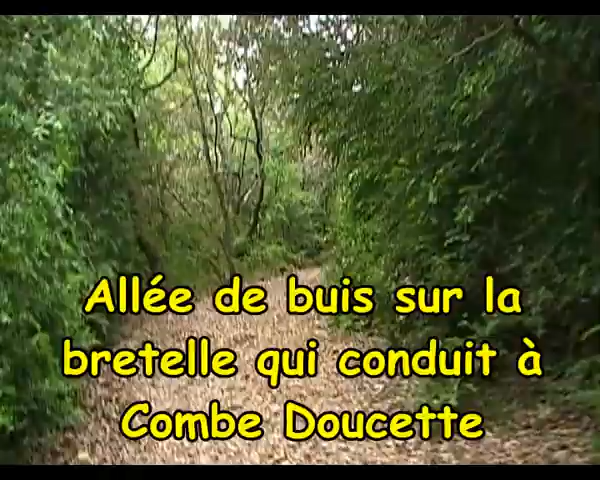 Allée de buis sur la
bretelle qui conduit à
Combe Doucette